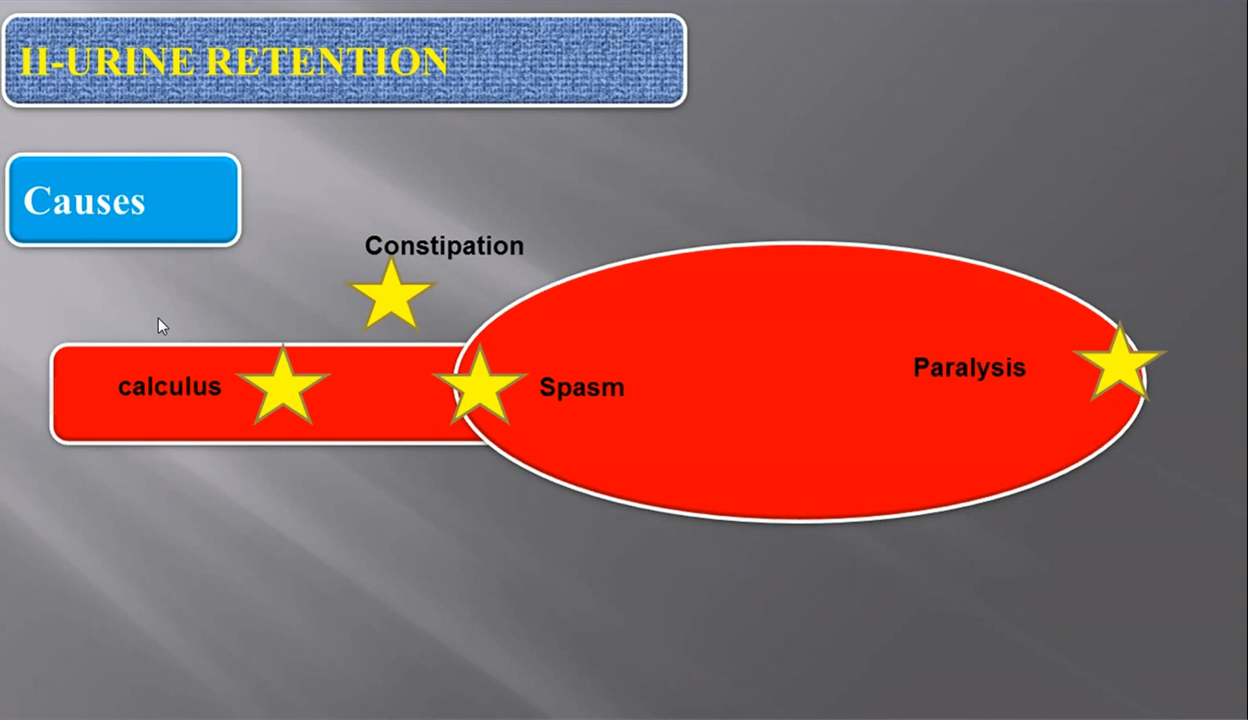 II-URINE RETENTION
Causes
Constipation
calculus
Spasm
Paralysis